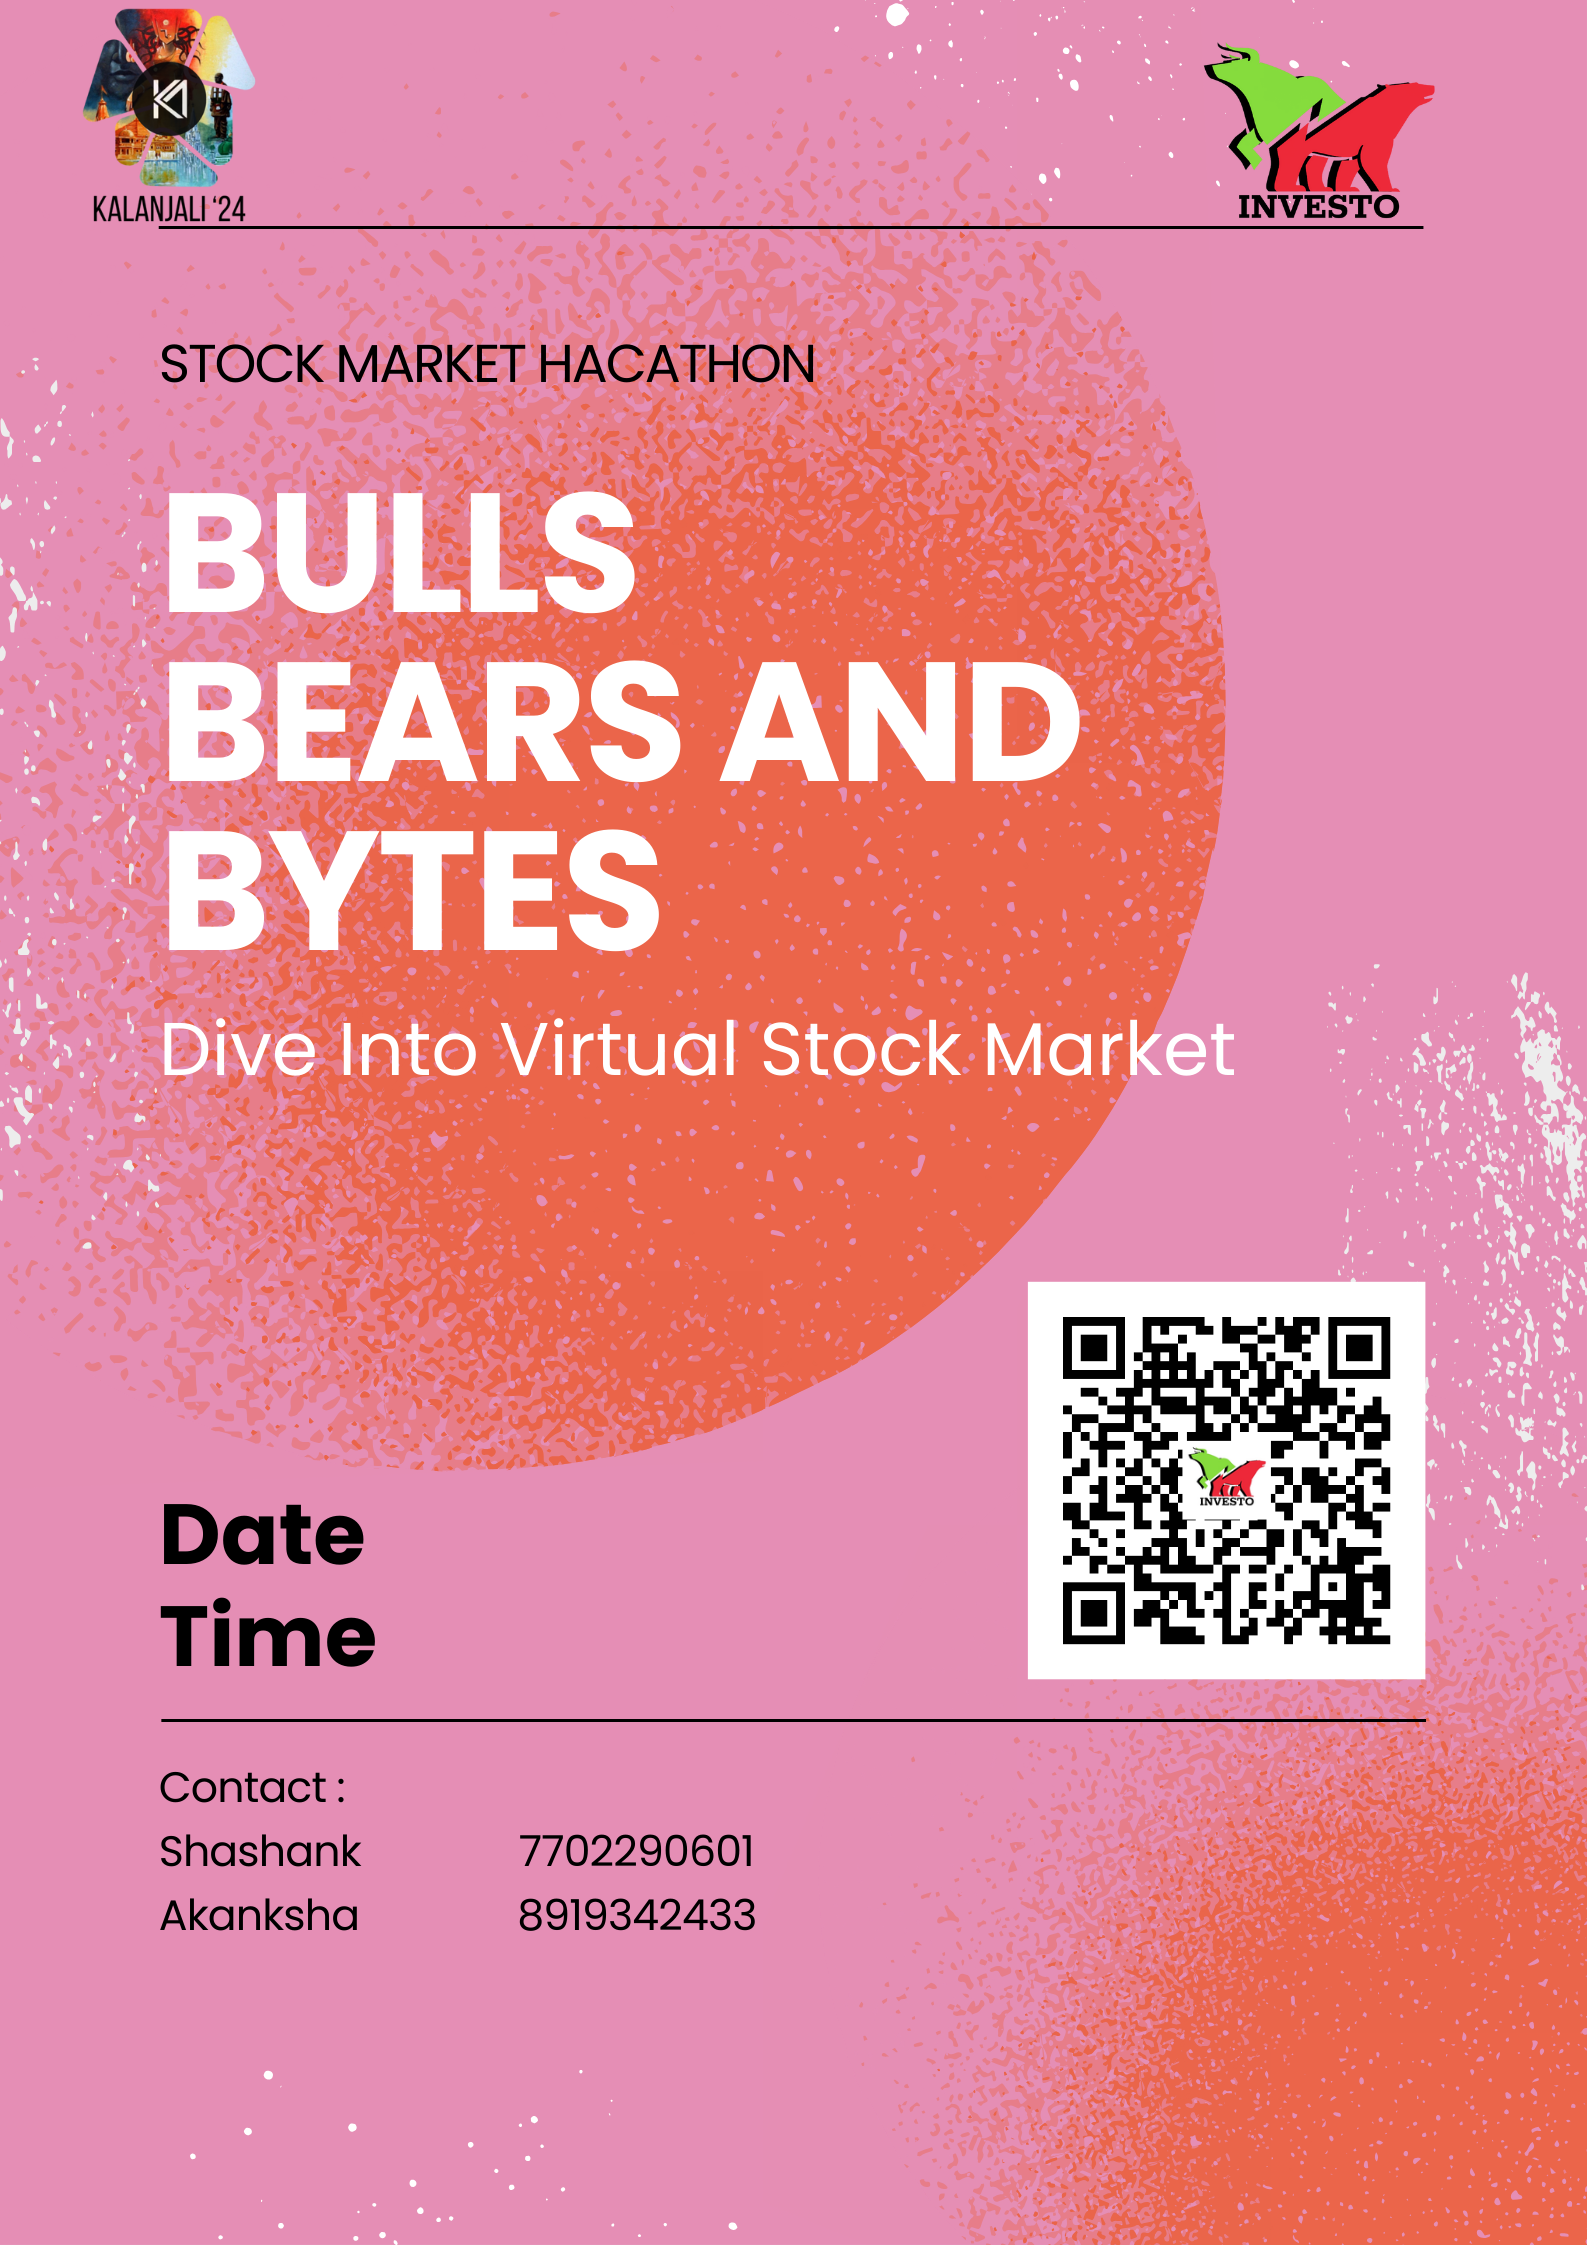 KALANJALI ‘24
INVESTO
STOCK MARKET HACATHON
BULLS
BEARS AND
BYTES
Dive Into Virtual Stock Market
INVESTO
Date
Time
Contact :
Shashank 7702290601
Akanksha 8919342433